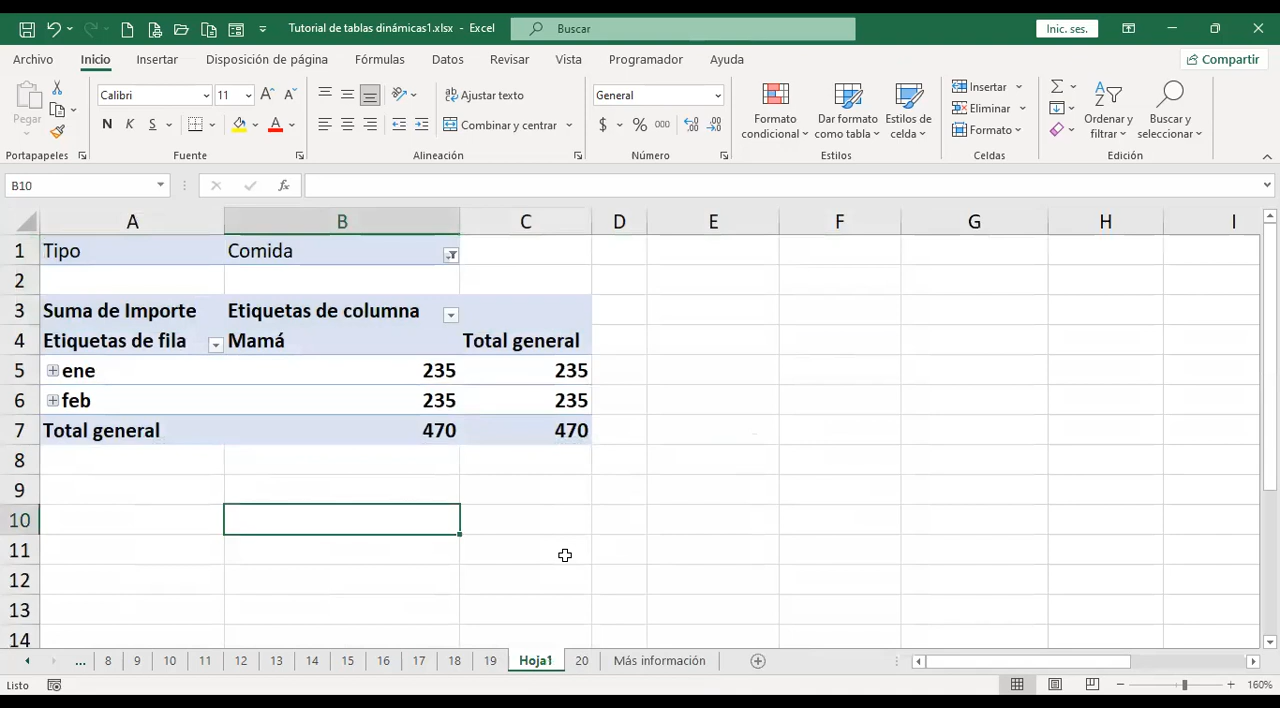 Tutorial de tablas dinámicas1.xlsx - Excel
Buscar
Inic. ses.
Archivo Inicio Insertar Disposición de página Fórmulas Datos Revisar Vista Programador Ayuda
Compartir
Pegar
Calibri 11
N K S
Ajustar texto
Combinar y centrar
General
$ % 000
Formato condicional
Dar formato como tabla
Estilos de celda
Insertar
Eliminar
Formato
Ordenar y filtrar
Buscar y seleccionar
Portapapeles Fuente Alineación Número Estilos Celdas Edición
B10
fx
A B C D E F G H I
1 Tipo Comida
2
3 Suma de Importe Etiquetas de columna
4 Etiquetas de fila Mamá Total general
5 ene 235 235
6 feb 235 235
7 Total general 470 470
8
9
10
11
12
13
14
... 8 9 10 11 12 13 14 15 16 17 18 19 Hoja1 20 Más información
Listo
160%